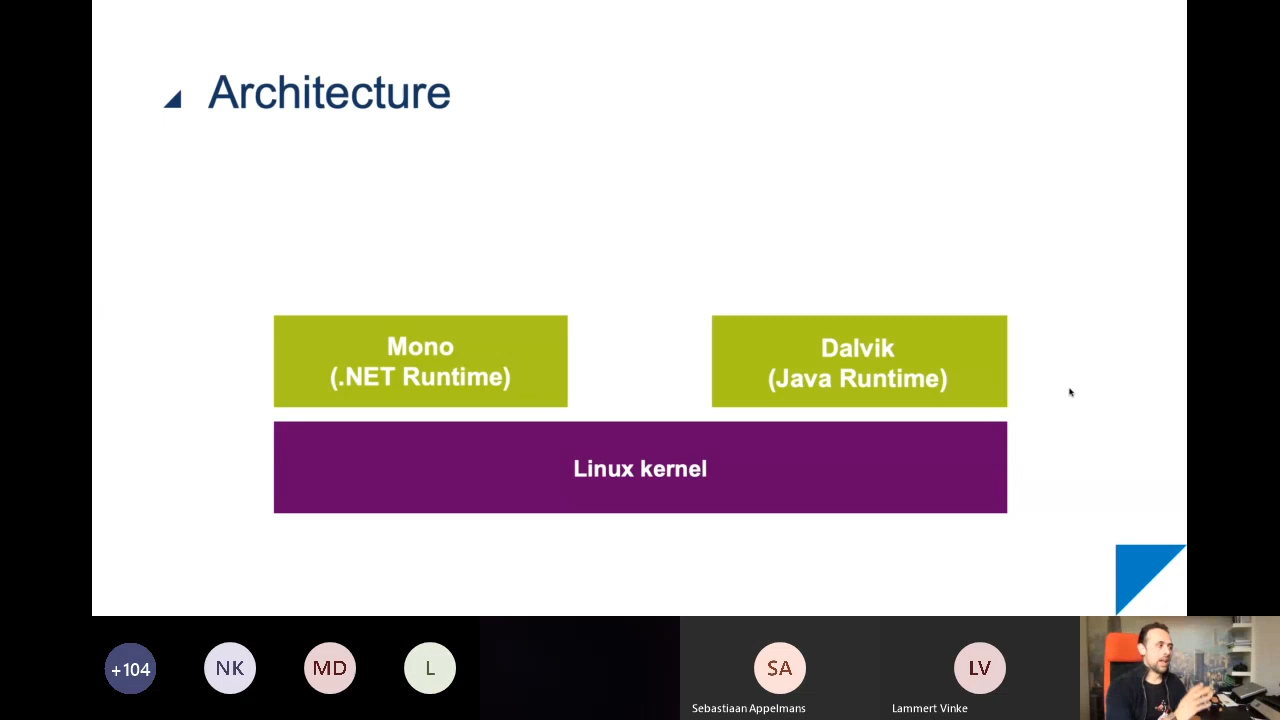 Architecture
Mono
(.NET Runtime)
Dalvik
(Java Runtime)
Linux kernel
+104
NK
MD
L
SA
LV
Sebastiaan Appelmans
Lammert Vinke